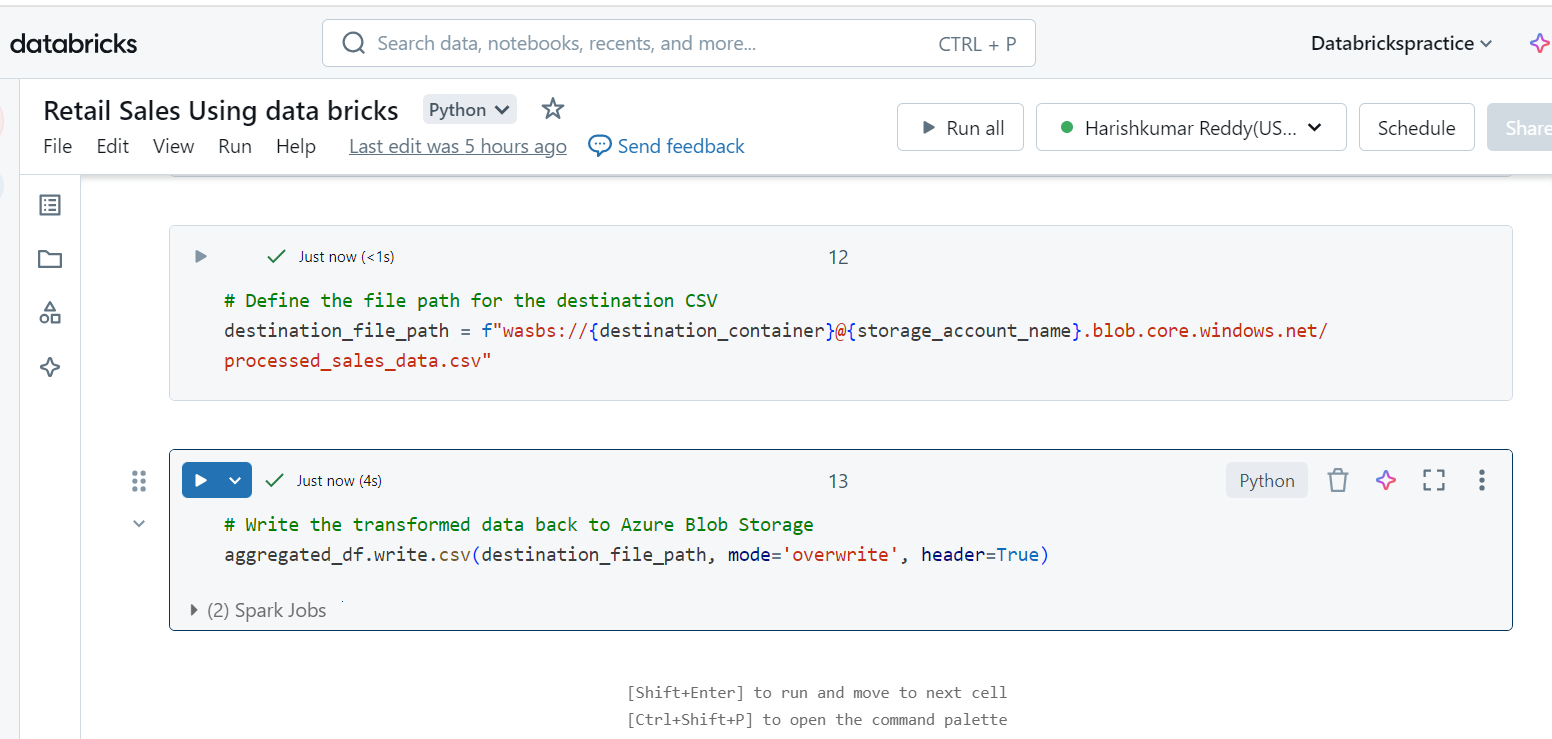 databricks
Search data, notebooks, recents, and more...
CTRL + P
Databrickspractice
Retail Sales Using data bricks
Python
File Edit View Run Help Last edit was 5 hours ago Send feedback
Run all
Harishkumar Reddy(US...
Schedule
Share
Just now (<1s)
12
# Define the file path for the destination CSV
destination_file_path = f"wasbs://{destination_container}@{storage_account_name}.blob.core.windows.net/
processed_sales_data.csv"
Just now (4s)
13
Python
# Write the transformed data back to Azure Blob Storage
aggregated_df.write.csv(destination_file_path, mode='overwrite', header=True)
(2) Spark Jobs
[Shift+Enter] to run and move to next cell
[Ctrl+Shift+P] to open the command palette